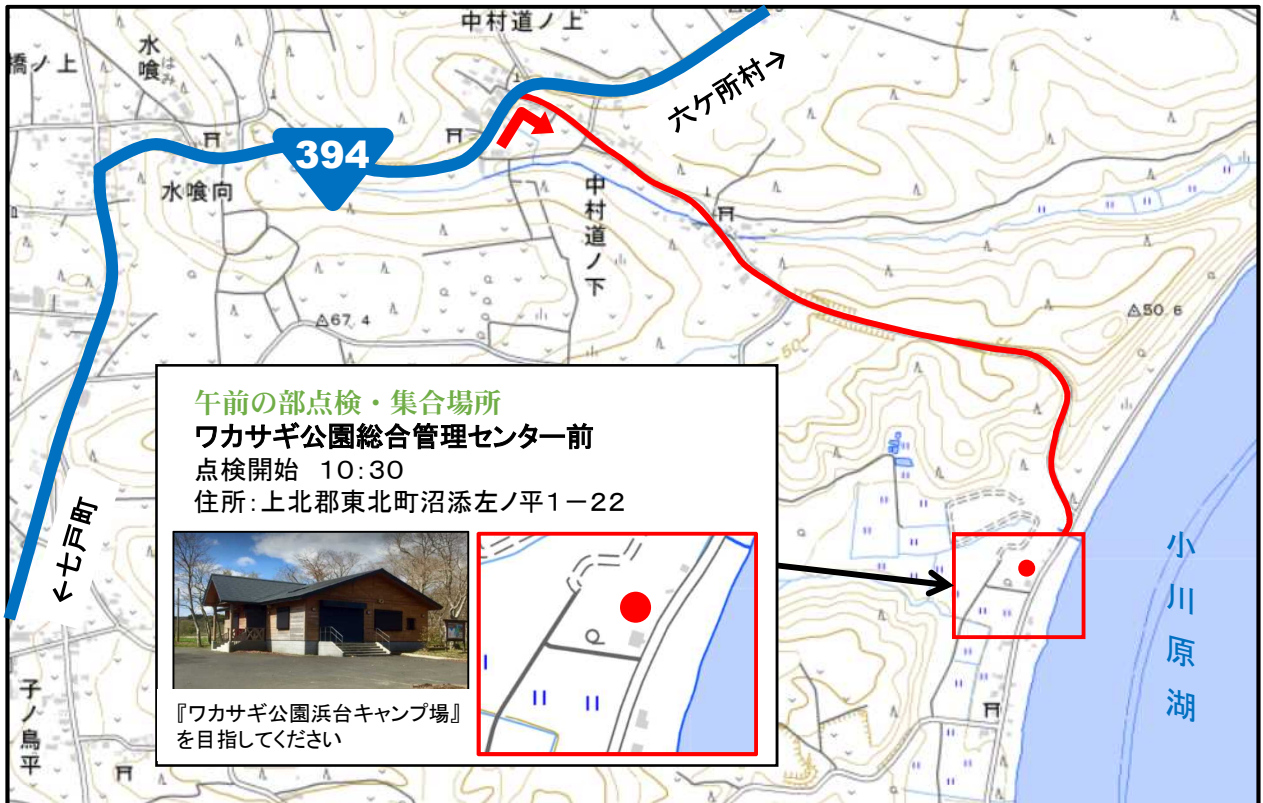 中村道ノ上
橋ノ上
水喰
はみ
六ケ所村→
394
水喰向
中村道ノ下
67.4
50.6
50
午前の部点検・集合場所
ワカサギ公園総合管理センター前
点検開始 10:30
住所:上北郡東北町沼添左ノ平1-22
←七戸町
『ワカサギ公園浜台キャンプ場』
を目指してください
小川原湖
子ノ鳥平